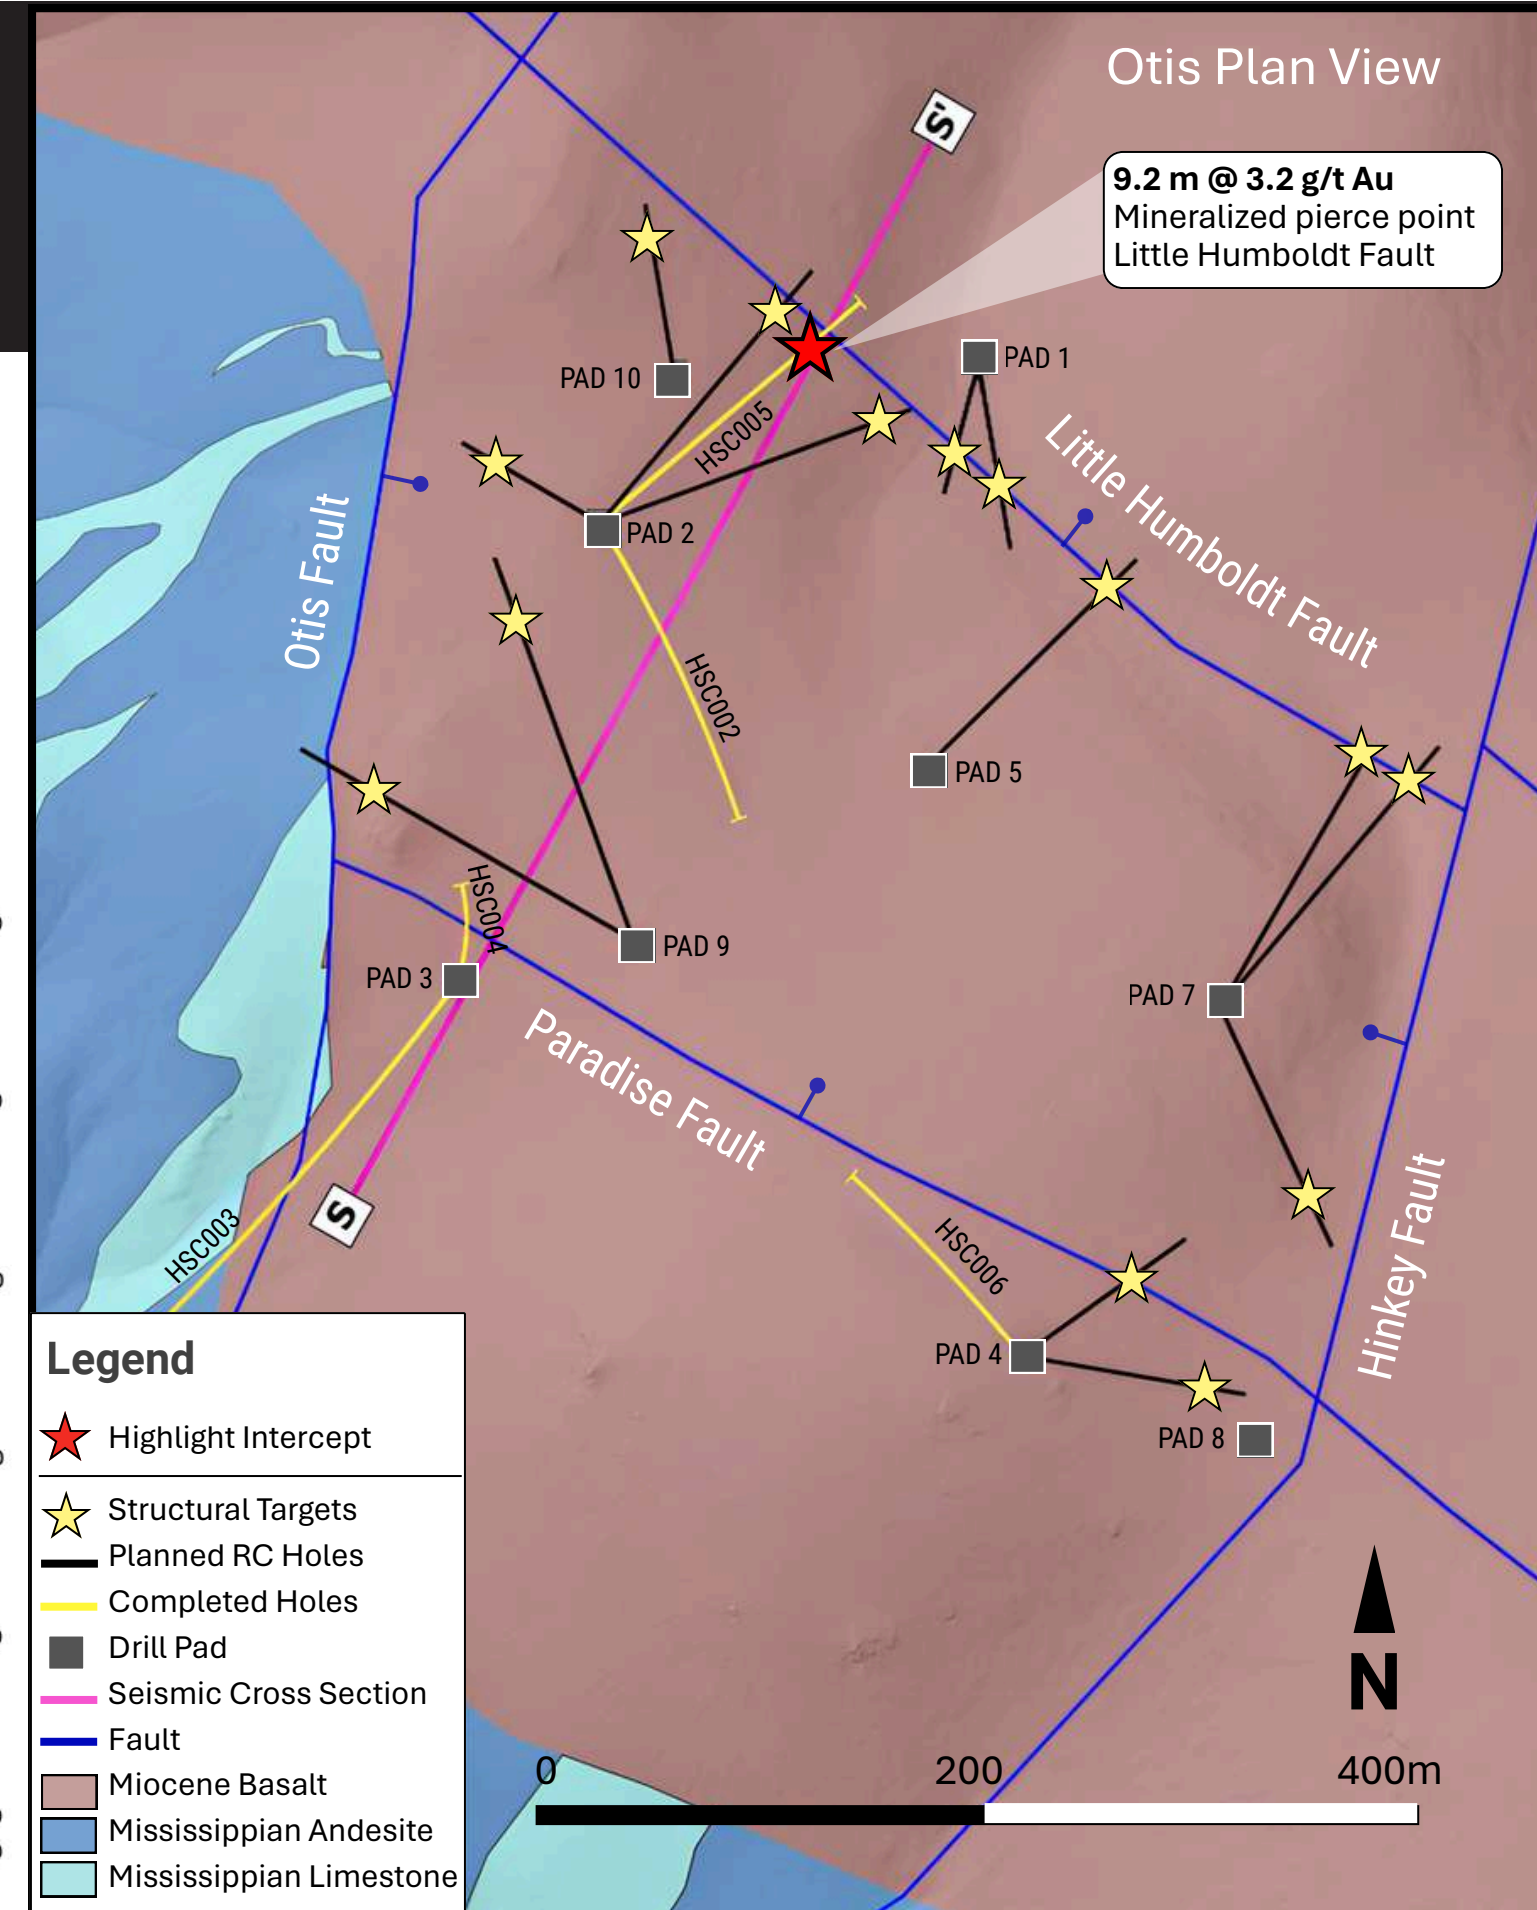 Otis Plan View
S'
9.2 m @ 3.2 g/t Au
Mineralized pierce point
Little Humboldt Fault
PAD 10
PAD 1
HSC005
Little Humboldt Fault
PAD 2
Otis Fault
HSC002
PAD 5
HSC004
PAD 9
PAD 3
PAD 7
Paradise Fault
S
HSC003
HSC006
Hinkey Fault
PAD 4
PAD 8
Legend
Highlight Intercept
Structural Targets
Planned RC Holes
Completed Holes
Drill Pad
Seismic Cross Section
Fault
Miocene Basalt
Mississippian Andesite
Mississippian Limestone
N
0 200 400m